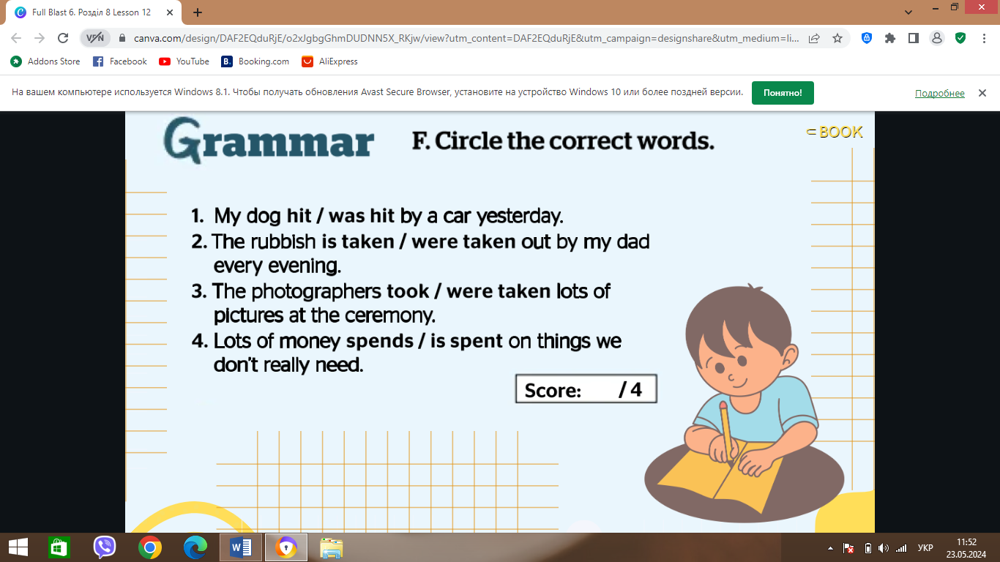 Full Blast 6. Розділ 8 Lesson 12
VPN
canva.com/design/DAF2EQduRjE/o2xJgbgGhmDUDNN5X_RKjw/view?utm_content=DAF2EQduRjE&utm_campaign=designshare&utm_medium=li...
Addons Store Facebook YouTube B. Booking.com AliExpress
На вашем компьютере используется Windows 8.1. Чтобы получать обновления Avast Secure Browser, установите на устройство Windows 10 или более поздней версии. Понятно! Подробнее
Grammar F. Circle the correct words. BOOK
1. My dog hit / was hit by a car yesterday.
2. The rubbish is taken / were taken out by my dad
every evening.
3. The photographers took / were taken lots of
pictures at the ceremony.
4. Lots of money spends / is spent on things we
don't really need.
Score: / 4
УКР 11:52
23.05.2024